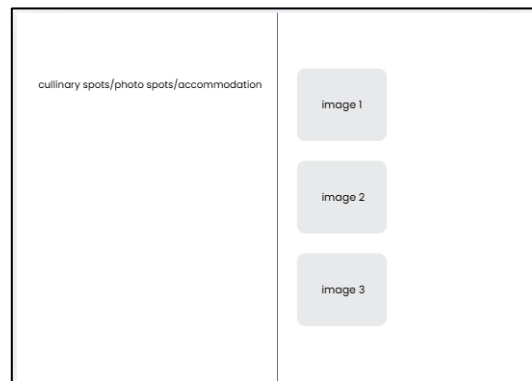 cullinary spots/photo spots/accommodation
image 1
image 2
image 3